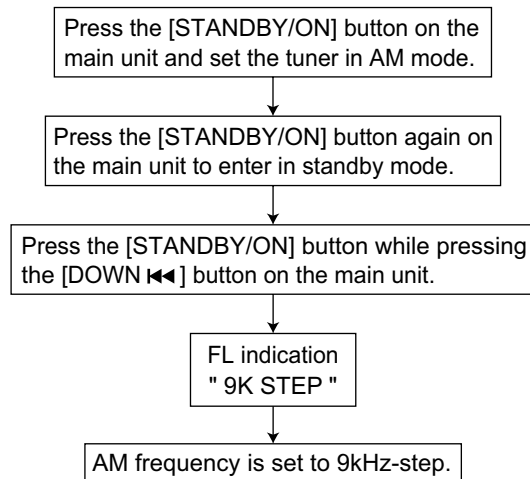 Press the [STANDBY/ON] button on the
main unit and set the tuner in AM mode.
Press the [STANDBY/ON] button again on
the main unit to enter in standby mode.
Press the [STANDBY/ON] button while pressing
the [DOWN ⏮] button on the main unit.
FL indication
" 9K STEP "
AM frequency is set to 9kHz-step.